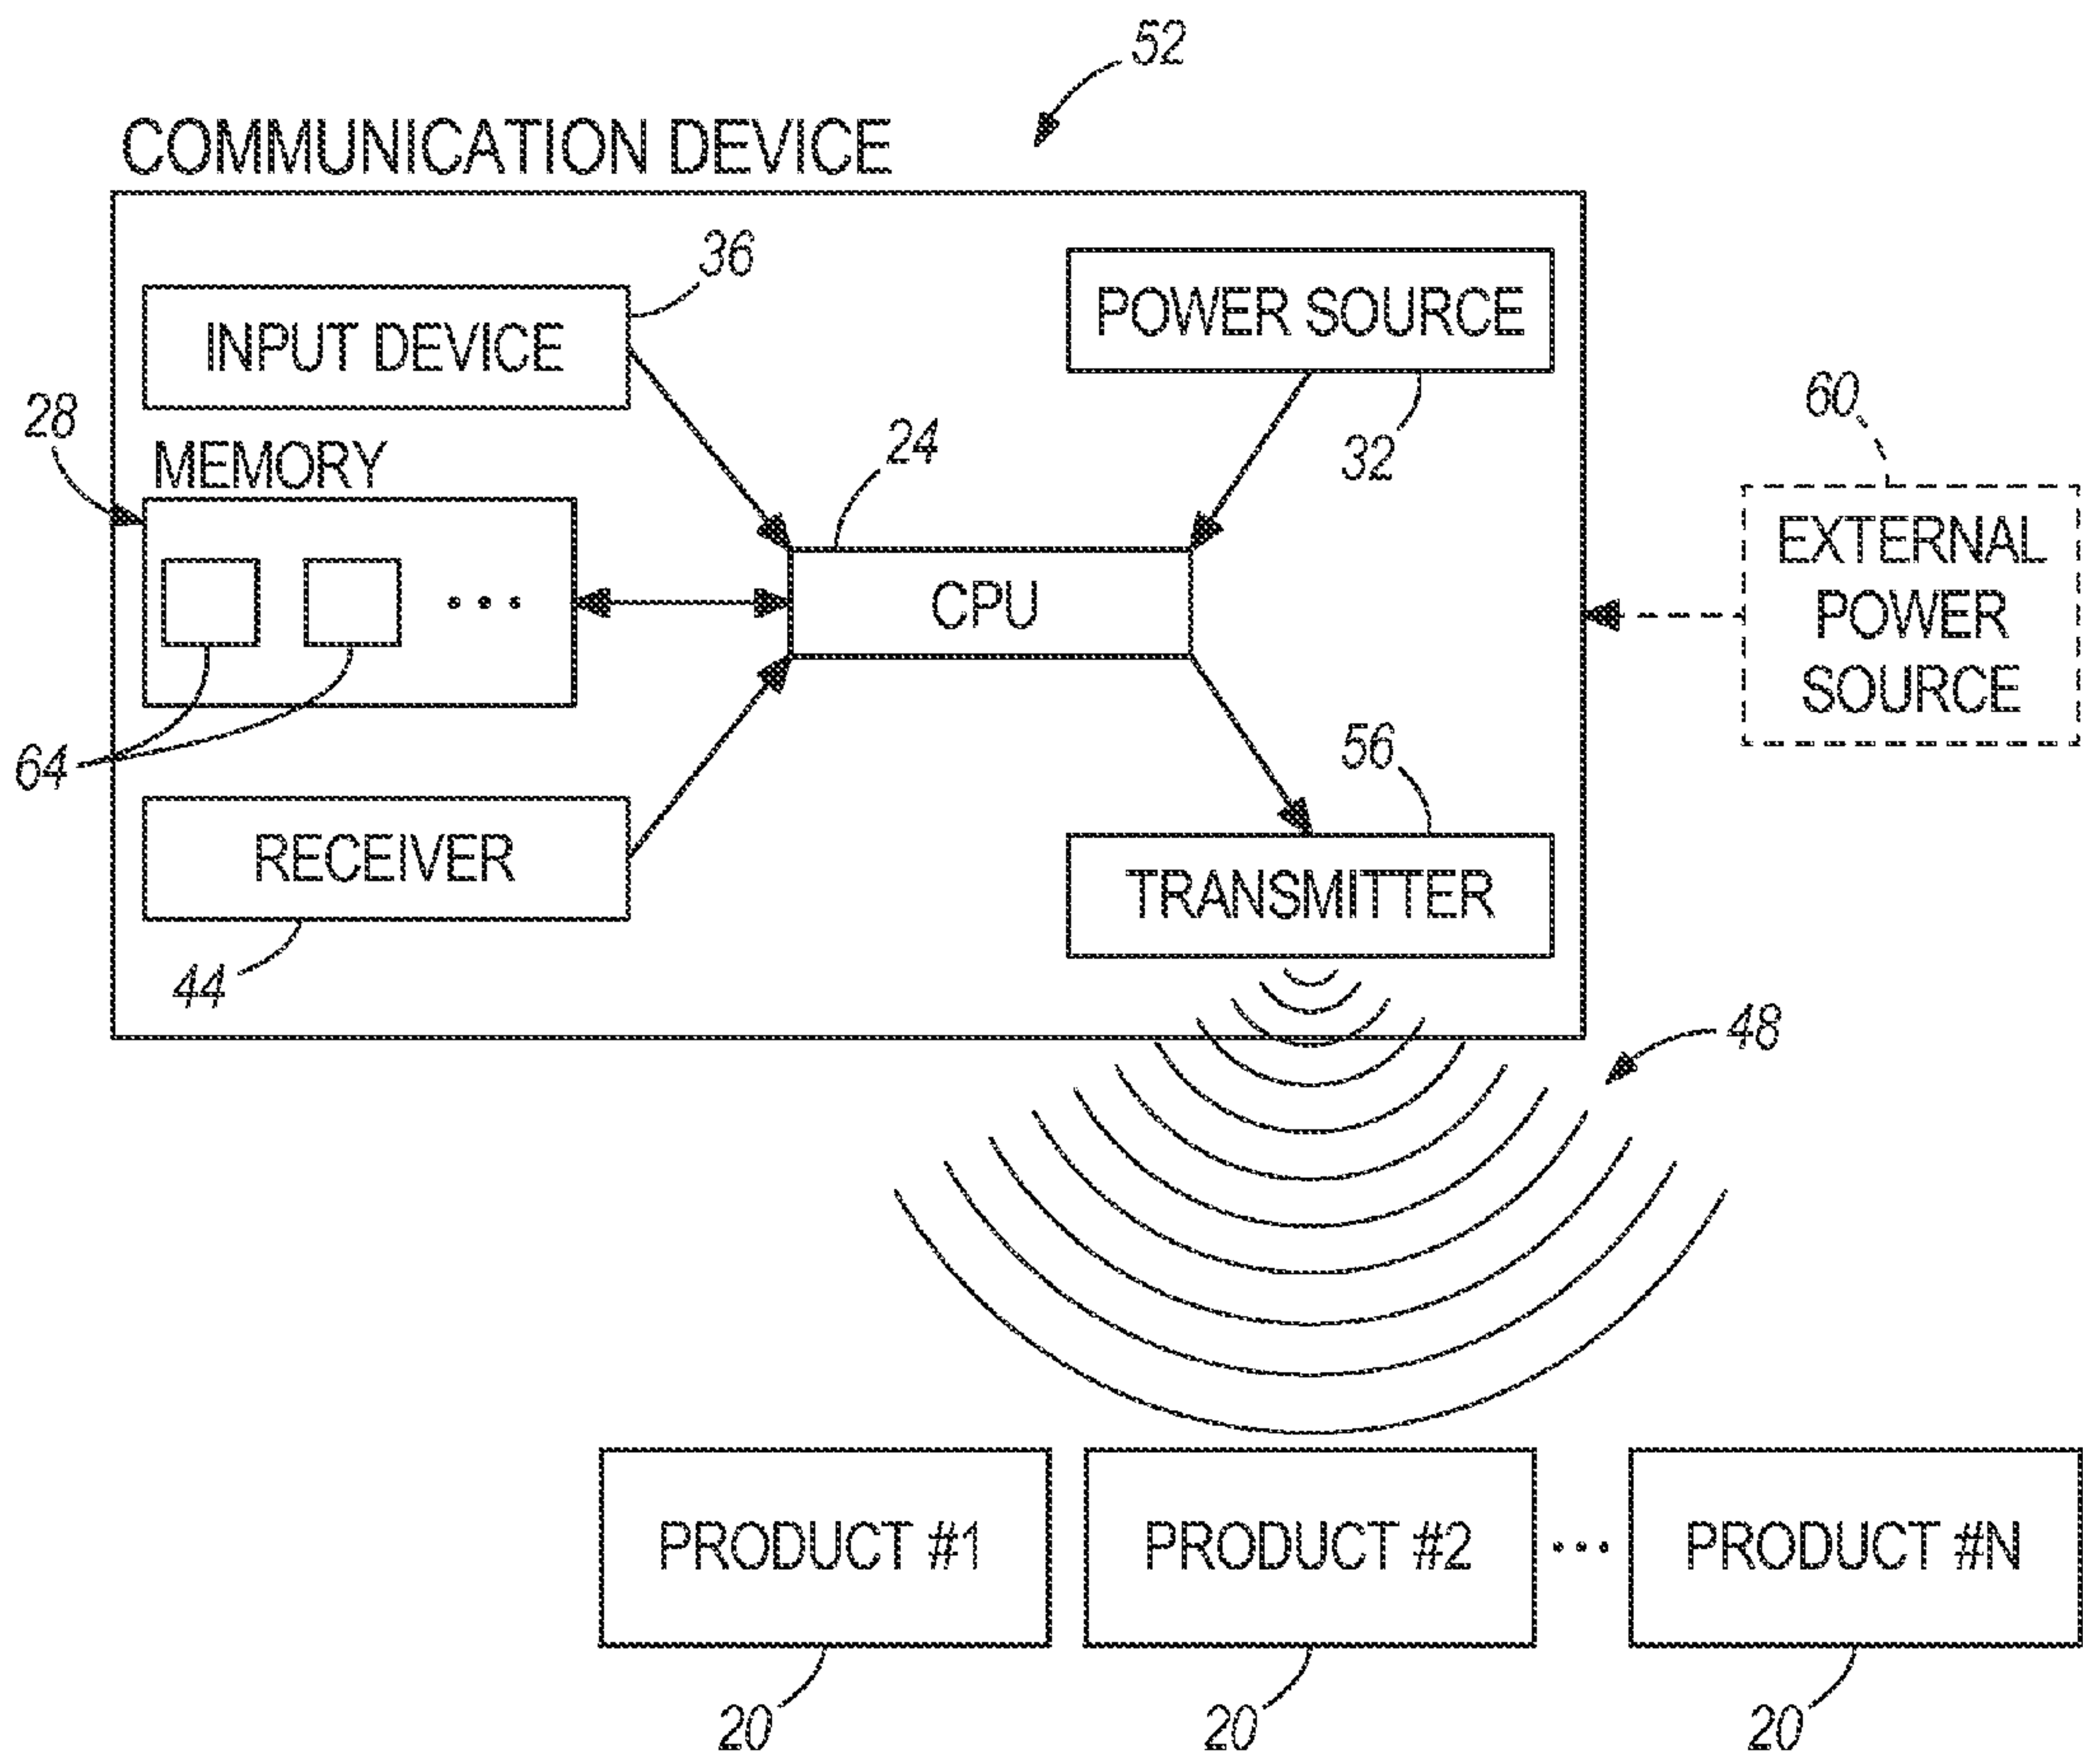 52
COMMUNICATION DEVICE
36
INPUT DEVICE
POWER SOURCE
28
MEMORY
24
32
60
CPU
EXTERNAL
POWER
SOURCE
64
56
RECEIVER
TRANSMITTER
44
48
PRODUCT #1
PRODUCT #2
...
PRODUCT #N
20
20
20